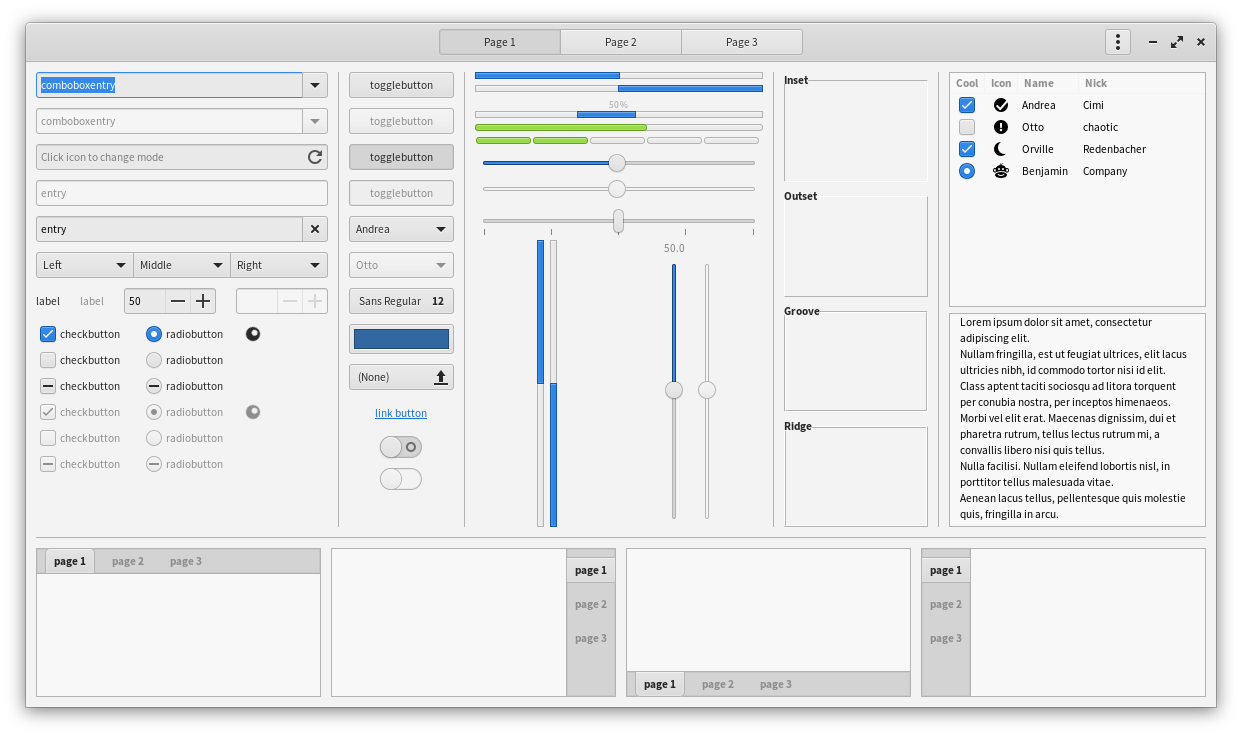 Page 1 Page 2 Page 3
comboboxentry
comboboxentry
Click icon to change mode
entry
entry
Left Middle Right
label label 50
checkbutton radiobutton
checkbutton radiobutton
checkbutton radiobutton
checkbutton radiobutton
checkbutton radiobutton
checkbutton radiobutton
togglebutton
togglebutton
togglebutton
togglebutton
Andrea
Otto
Sans Regular 12
(None)
link button
50%
50.0
Inset
Outset
Groove
Ridge
Cool Icon Name Nick
Andrea Cimi
Otto chaotic
Orville Redenbacher
Benjamin Company
Lorem ipsum dolor sit amet, consectetur
adipiscing elit.
Nullam fringilla, est ut feugiat ultrices, elit lacus
ultricies nibh, id commodo tortor nisi id elit.
Class aptent taciti sociosqu ad litora torquent
per conubia nostra, per inceptos himenaeos.
Morbi vel elit erat. Maecenas dignissim, dui et
pharetra rutrum, tellus lectus rutrum mi, a
convallis libero nisi quis tellus.
Nulla facilisi. Nullam eleifend lobortis nisl, in
porttitor tellus malesuada vitae.
Aenean lacus tellus, pellentesque quis molestie
quis, fringilla in arcu.
page 1 page 2 page 3
page 1
page 2
page 3
page 1 page 2 page 3
page 1
page 2
page 3